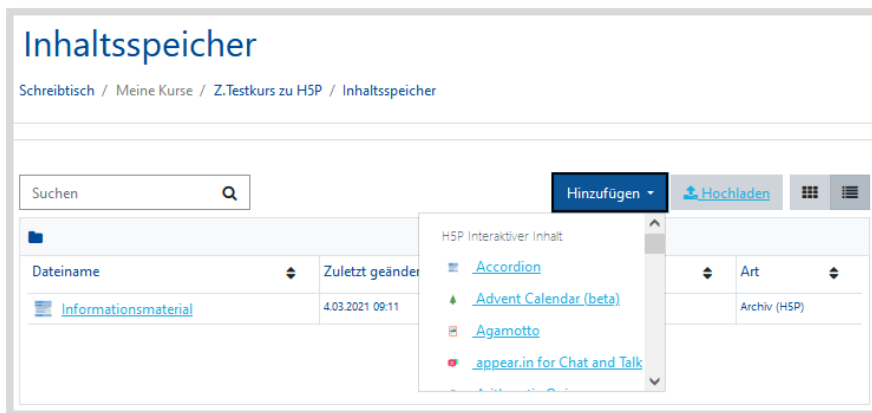 Inhaltsspeicher
Schreibtisch / Meine Kurse / Z.Testkurs zu H5P / Inhaltsspeicher
Suchen Hinzufügen Hochladen
H5P Interaktiver Inhalt
Dateiname Zuletzt geänder Art
Accordion
Advent Calendar (beta)
Informationsmaterial 4.03.2021 09:11 Archiv (H5P)
Agamotto
appear.in for Chat and Talk